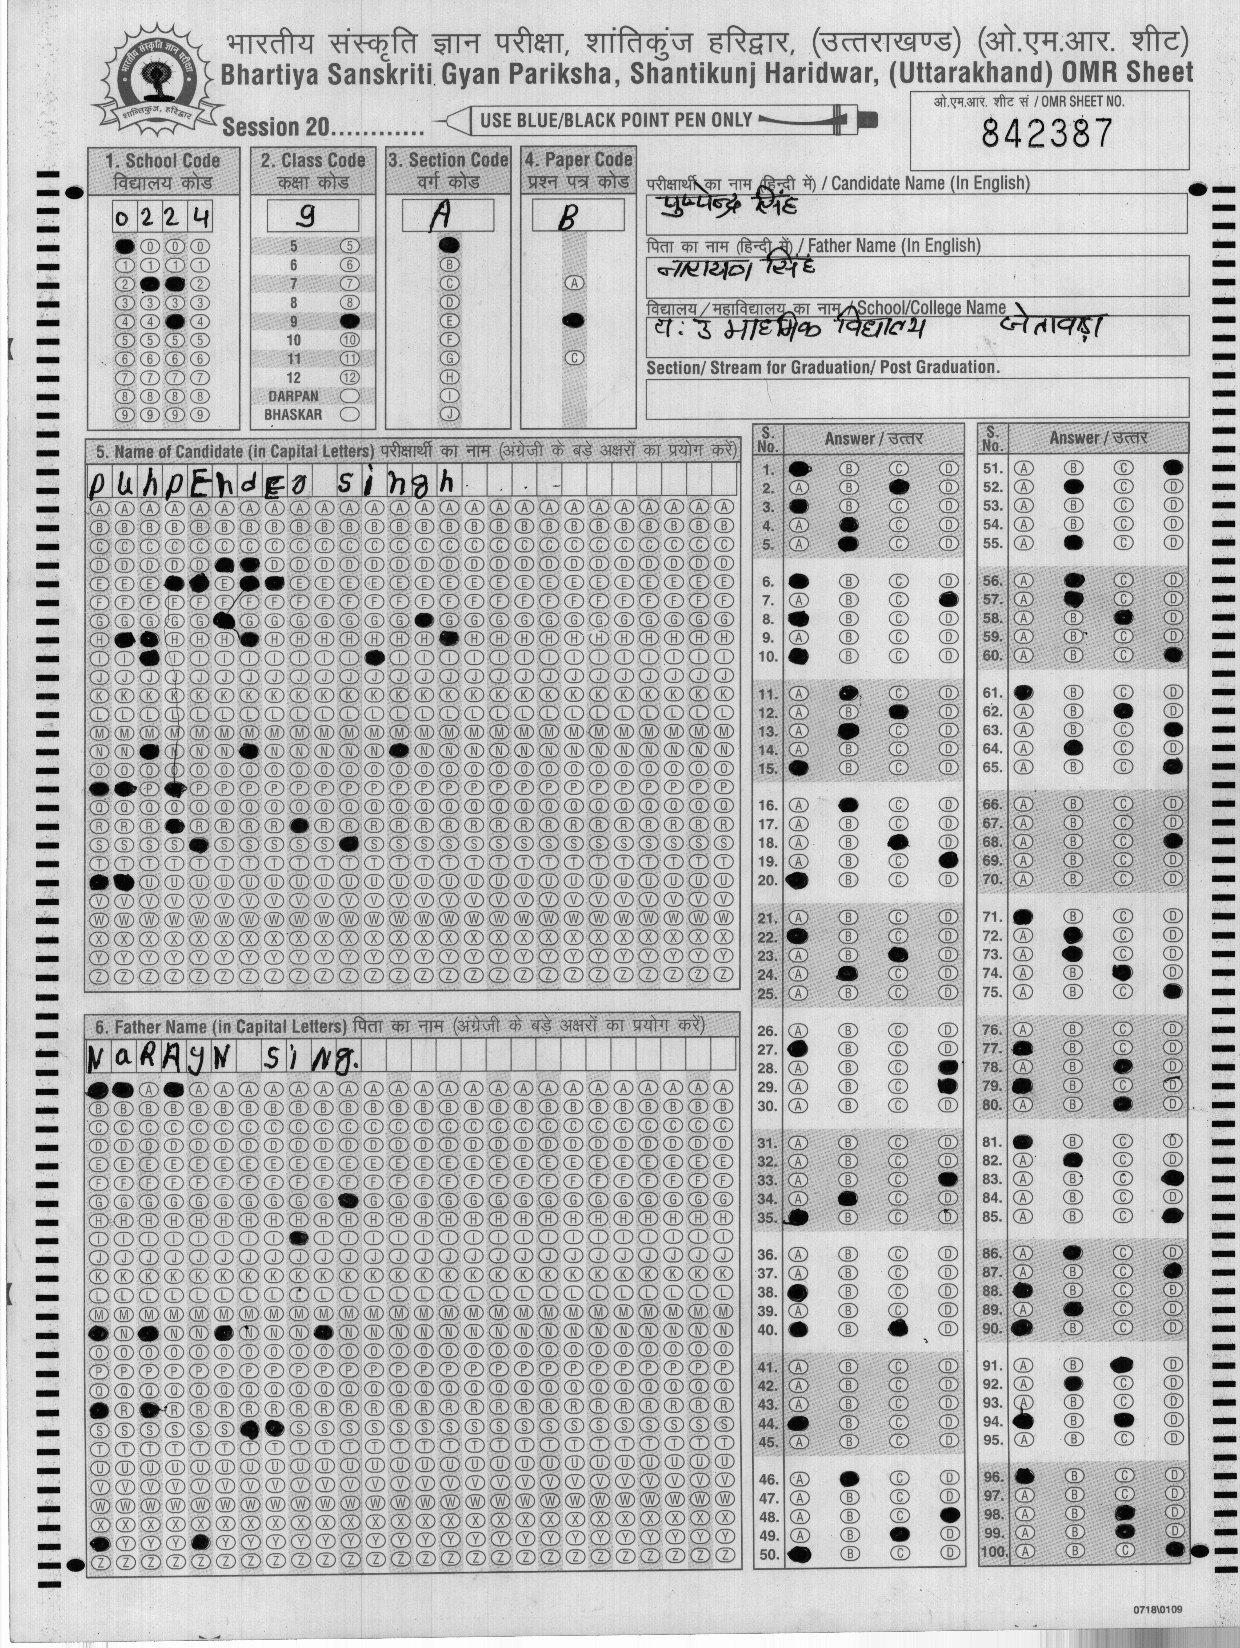 भारतीय संस्कृति ज्ञान परीक्षा, शांतिकुंज हरिद्वार, (उत्तराखण्ड) (ओ.एम.आर. शीट)
Bhartiya Sanskriti Gyan Pariksha, Shantikunj Haridwar, (Uttarakhand) OMR Sheet
Session 20............
USE BLUE/BLACK POINT PEN ONLY
ओ.एम.आर. शीट सं / OMR SHEET NO.
842387
1. School Code
विद्यालय कोड
0224
2. Class Code
कक्षा कोड
9
5
6
7
8
9
10
11
12
DARPAN
BHASKAR
3. Section Code
वर्ग कोड
A
4. Paper Code
प्रश्न पत्र कोड
B
परीक्षार्थी का नाम (हिन्दी में) / Candidate Name (In English)
पुष्पेन्द्र सिंह
पिता का नाम (हिन्दी में) / Father Name (In English)
नारायण सिंह
विद्यालय / महाविद्यालय का नाम / School/College Name
उ माध्यमिक विद्यालय जेतावाड़ा
Section/ Stream for Graduation/ Post Graduation.
5. Name of Candidate (in Capital Letters) परीक्षार्थी का नाम (अंग्रेजी के बड़े अक्षरों का प्रयोग करें)
singh
6. Father Name (in Capital Letters) पिता का नाम (अंग्रेजी के बड़े अक्षरों का प्रयोग करें)
NaRAyN siNg.
S. No. Answer / उत्तर
S. No. Answer / उत्तर
0718\0109